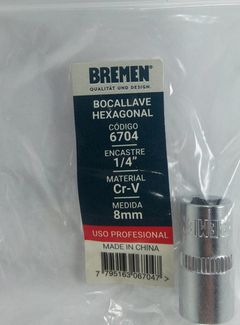 BREMEN®
QUALITÄT UND DESIGN.
BOCALLAVE
HEXAGONAL
CÓDIGO
6704
ENCASTRE
1/4"
MATERIAL
Cr-V
MEDIDA
8mm
USO PROFESIONAL
MADE IN CHINA
7 795163 067047 >